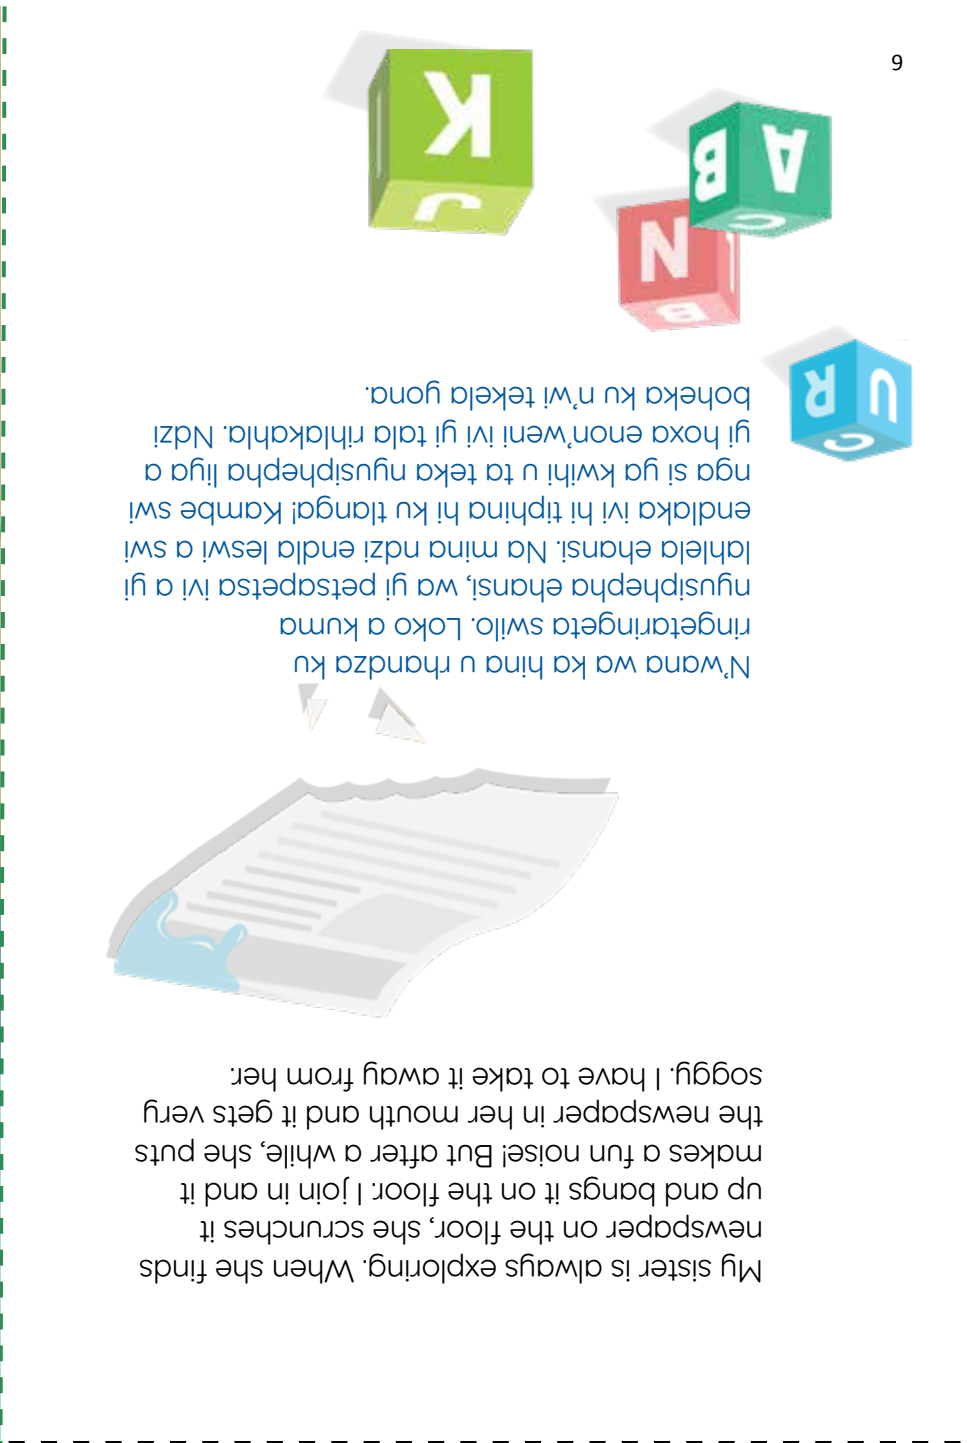 My sister is always exploring. When she finds
newspaper on the floor, she scrunches it
up and bangs it on the floor. I join in and it
makes a fun noise! But after a while, she puts
the newspaper in her mouth and it gets very
soggy. I have to take it away from her.
N'wana wa ka hina u rhandza ku
ringetaringeta swilo. Loko a kuma
nyusiphepha ehansi, wa yi petsapetsa ivi a yi
lahlela ehansi. Na mina ndzi endla leswi a swi
endlaka ivi hi tiphina hi ku tlanga! Kambe swi
nga si ya kwihi u ta teka nyusiphepha liya a
yi hoxa enon'weni ivi yi tala rihlakahla. Ndzi
boheka ku n'wi tekela yona.
C
U R
B
N
C
A B
J
K
6